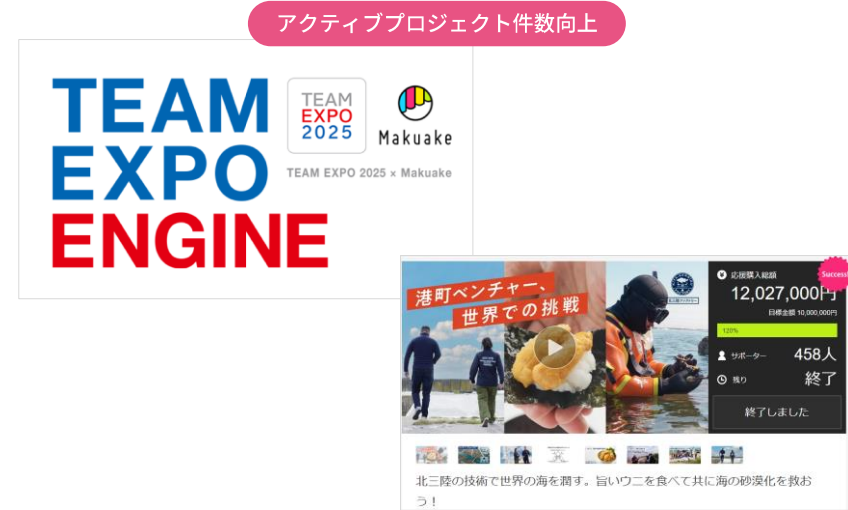 アクティブプロジェクト件数向上
TEAM
EXPO
ENGINE
TEAM
EXPO
2025
Makuake
TEAM EXPO 2025 × Makuake
港町ベンチャー、
世界での挑戦
応援購入総額
Success!
12,027,000円
目標金額 10,000,000円
120%
サポーター 458人
残り 終了
終了しました
北三陸の技術で世界の海を潤す。旨いウニを食べて共に海の砂漠化を救お
う！